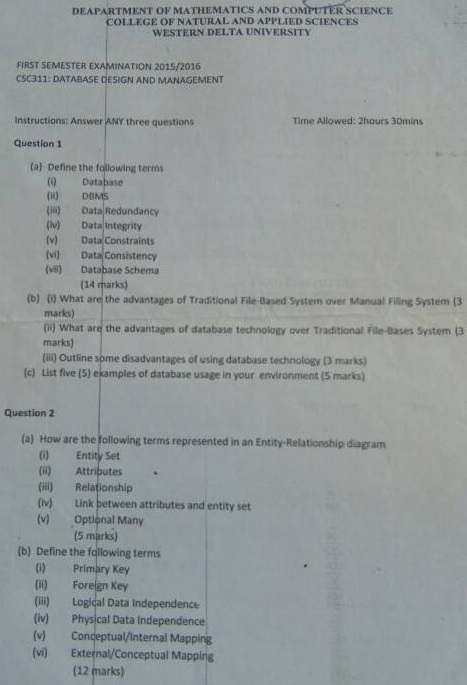 DEAPARTMENT OF MATHEMATICS AND COMPUTER SCIENCE
COLLEGE OF NATURAL AND APPLIED SCIENCES
WESTERN DELTA UNIVERSITY
FIRST SEMESTER EXAMINATION 2015/2016
CSC311: DATABASE DESIGN AND MANAGEMENT
Instructions: Answer ANY three questions Time Allowed: 2hours 30mins
Question 1
(a) Define the following terms
(i) Database
(ii) DBMS
(iii) Data Redundancy
(iv) Data Integrity
(v) Data Constraints
(vi) Data Consistency
(vii) Database Schema
(14 marks)
(b) (i) What are the advantages of Traditional File-Based System over Manual Filing System (3
marks)
(ii) What are the advantages of database technology over Traditional File-Bases System (3
marks)
(iii) Outline some disadvantages of using database technology (3 marks)
(c) List five (5) examples of database usage in your environment (5 marks)
Question 2
(a) How are the following terms represented in an Entity-Relationship diagram
(i) Entity Set
(ii) Attributes
(iii) Relationship
(iv) Link between attributes and entity set
(v) Optional Many
(5 marks)
(b) Define the following terms
(i) Primary Key
(ii) Foreign Key
(iii) Logical Data Independence
(iv) Physical Data Independence
(v) Conceptual/Internal Mapping
(vi) External/Conceptual Mapping
(12 marks)